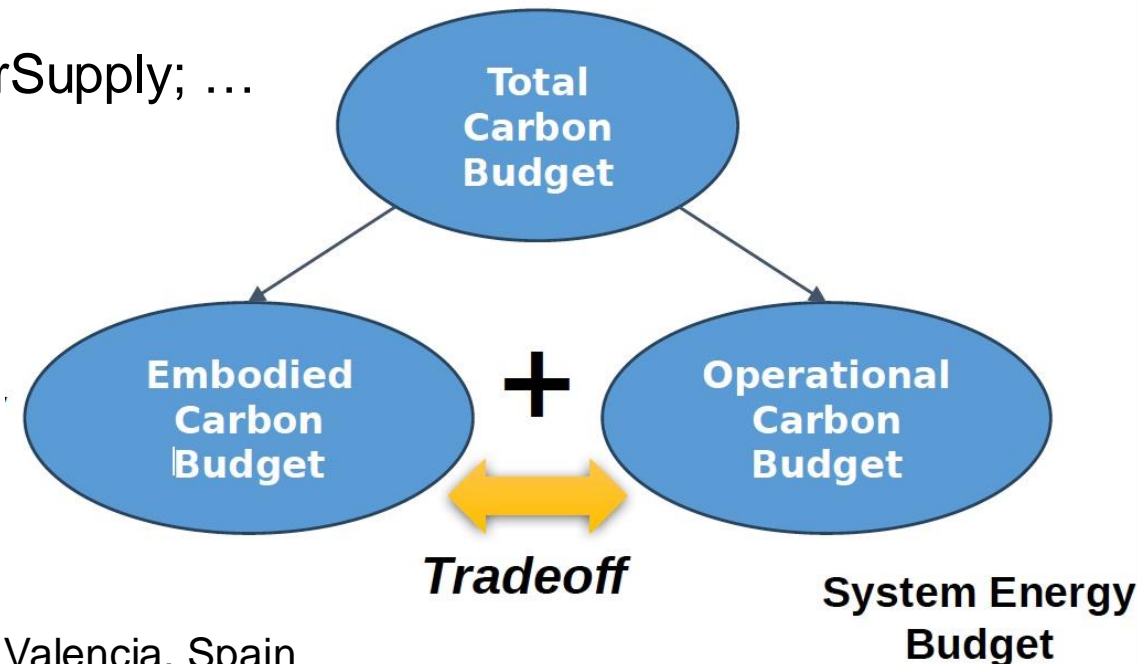 rSupply; …
Total
Carbon
Budget
Embodied
Carbon
Budget
+
Operational
Carbon
Budget
Tradeoff
System Energy
Budget
Valencia, Spain